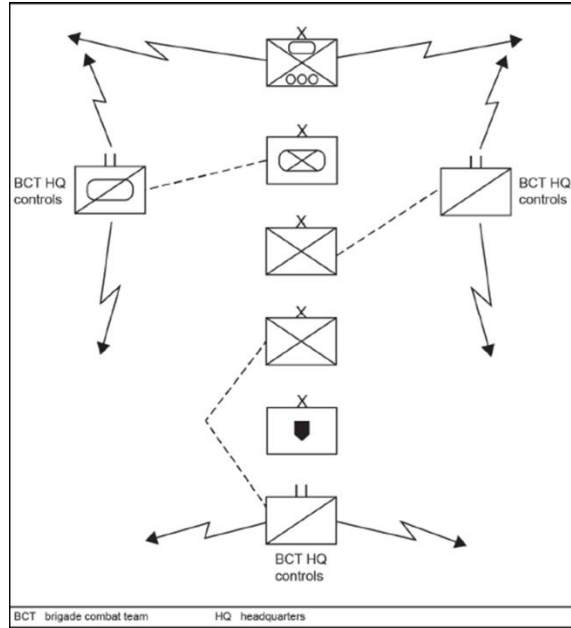 X
X
BCT HQ
controls
BCT HQ
controls
X
X
X
BCT HQ
controls
BCT brigade combat team HQ headquarters